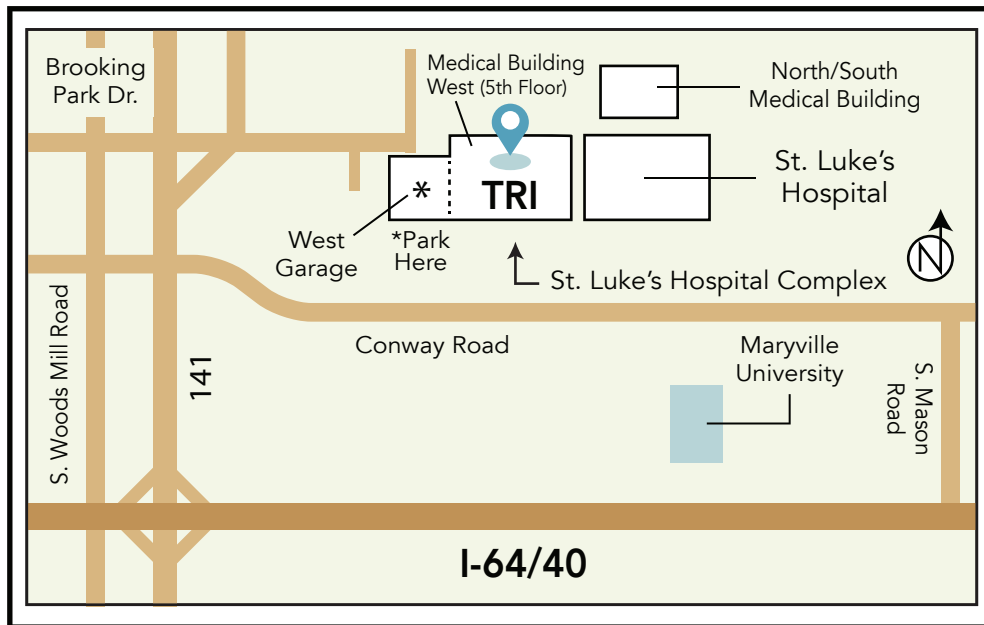 Brooking
Park Dr.
Medical Building
West (5th Floor)
North/South
Medical Building
St. Luke's
Hospital
*
TRI
West
Garage
*Park
Here
N
St. Luke's Hospital Complex
S. Woods Mill Road
141
Conway Road
Maryville
University
S. Mason
Road
I-64/40